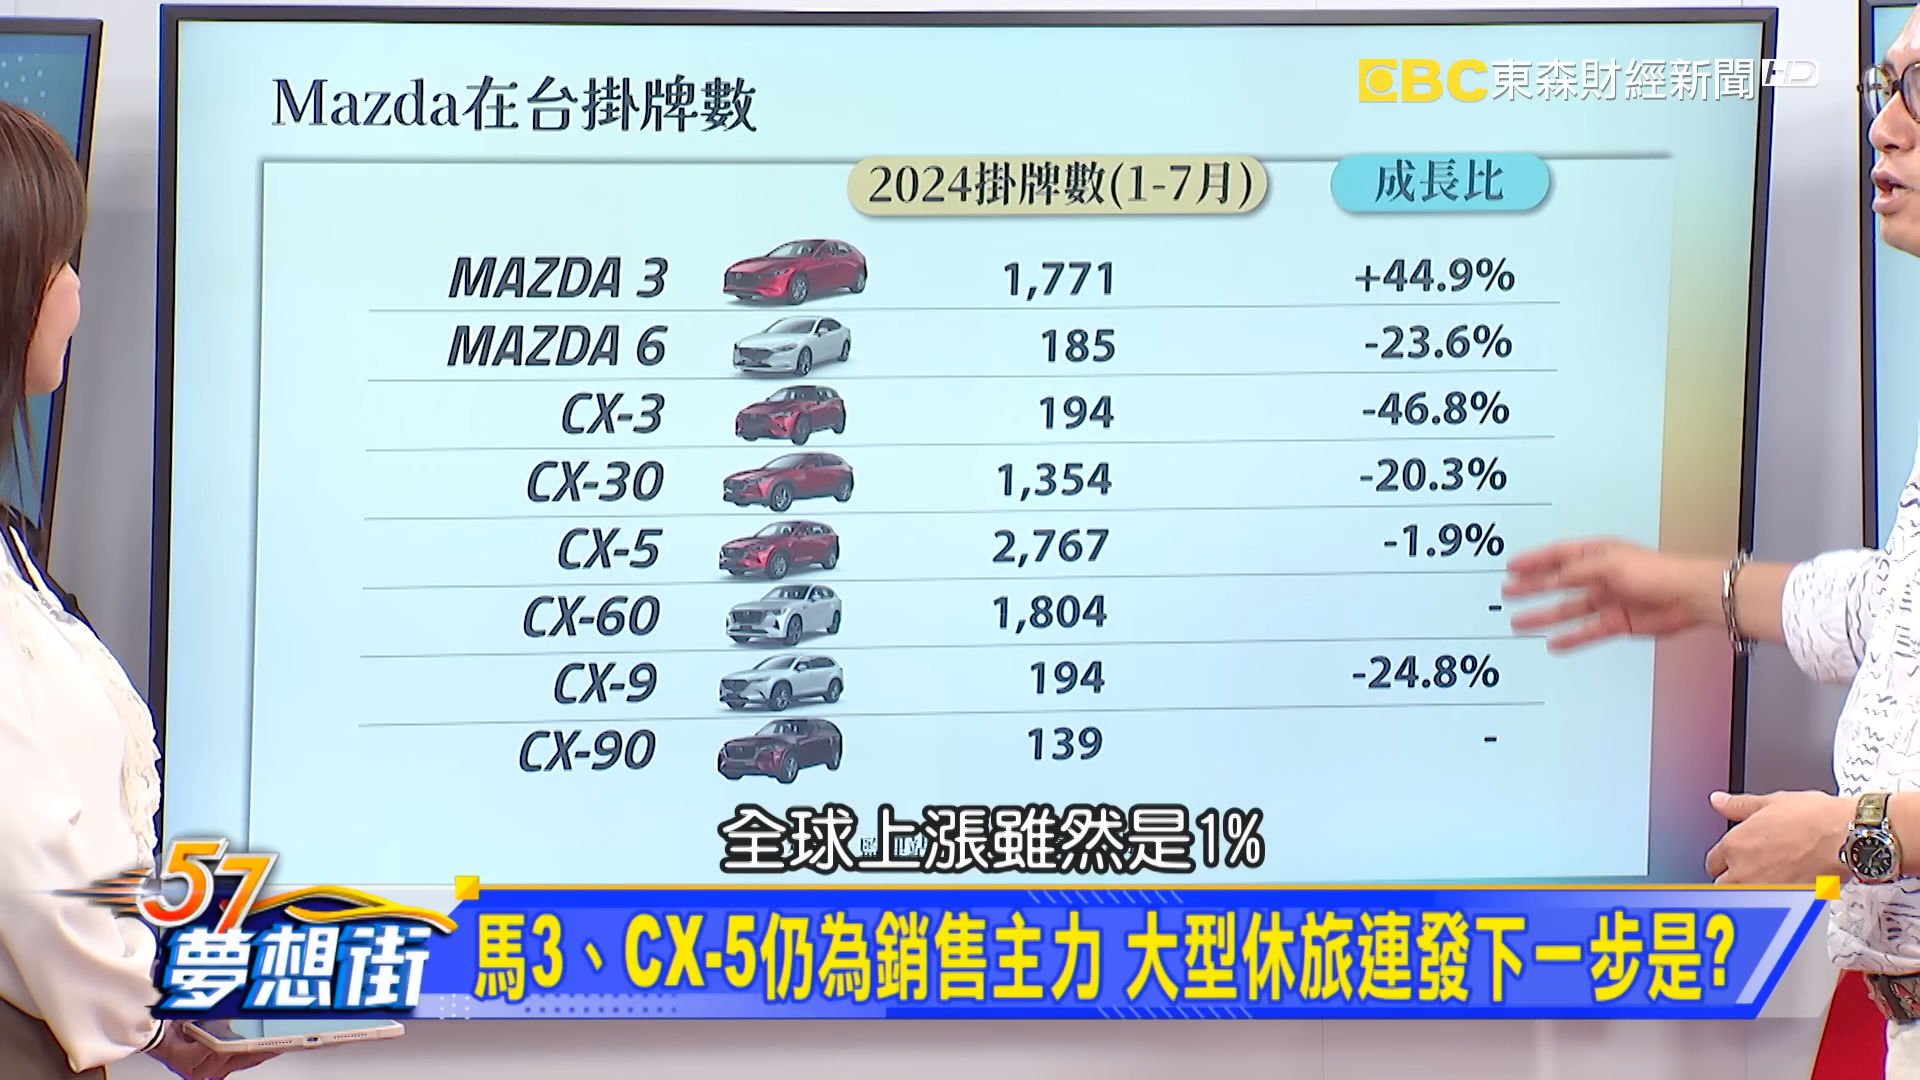 EBC東森財經新聞HD
Mazda在台掛牌數
2024掛牌數(1-7月) 成長比
MAZDA 3 1,771 +44.9%
MAZDA 6 185 -23.6%
CX-3 194 -46.8%
CX-30 1,354 -20.3%
CX-5 2,767 -1.9%
CX-60 1,804 -
CX-9 194 -24.8%
CX-90 139 -
全球上漲雖然是1%
57夢想街
馬3、CX-5仍為銷售主力 大型休旅連發下一步是?